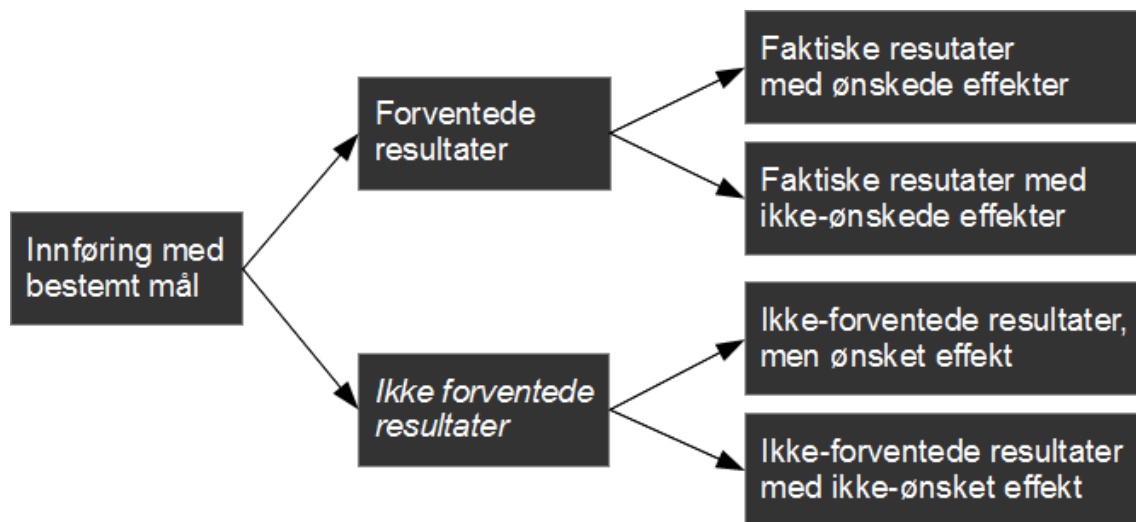 Innføring med
bestemt mål
Forventede
resultater
Ikke forventede
resultater
Faktiske resutater
med ønskede effekter
Faktiske resutater med
ikke-ønskede effekter
Ikke-forventede resultater,
men ønsket effekt
Ikke-forventede resultater
med ikke-ønsket effekt